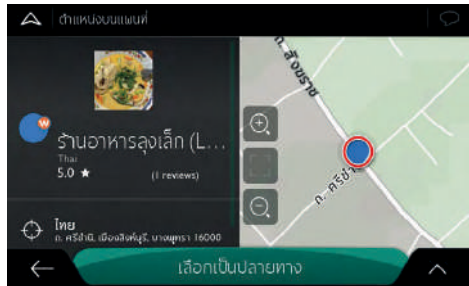 ตำแหน่งบนแผนที่
W
ร้านอาหารลุงเล็ก (L...
Thai
5.0 ★ (1 reviews)
ไทย
ถ. ศรีชำนิ, เมืองสิงห์บุรี, บางพุทรา 16000
ถ. สังฆราช
ถ. ศรีชำ
เลือกเป็นปลายทาง